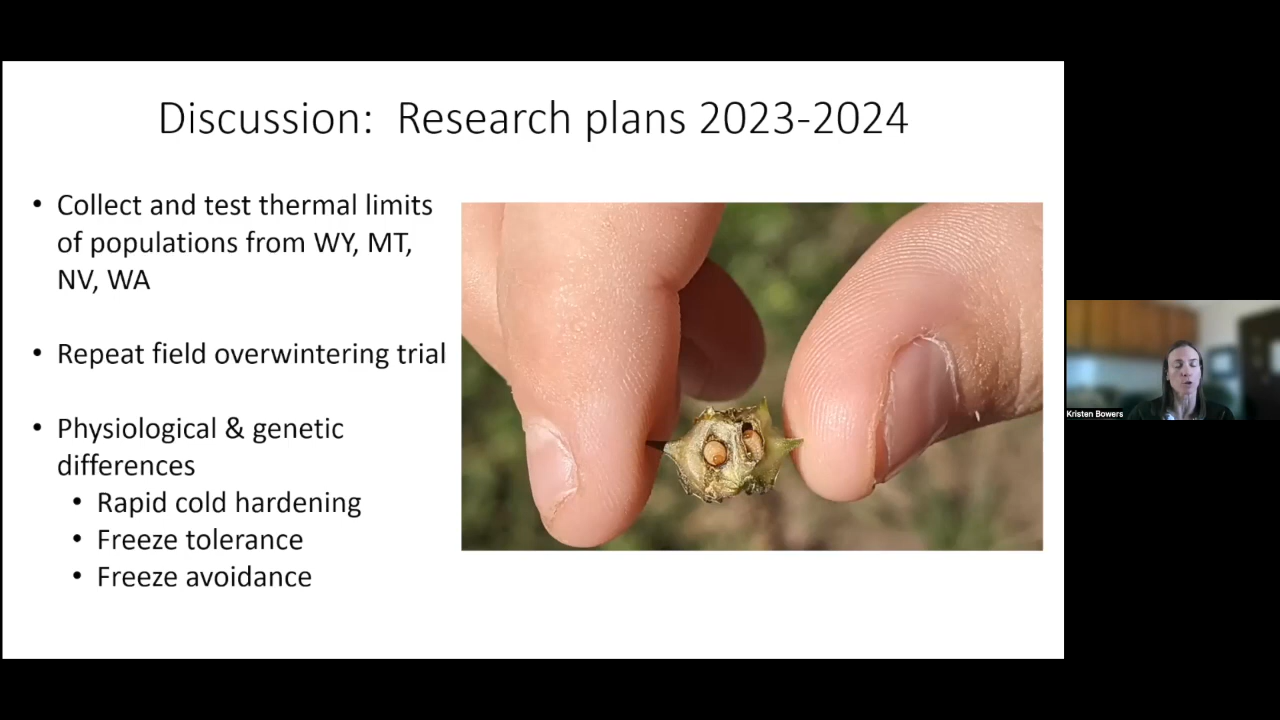 Discussion:  Research plans 2023-2024
• Collect and test thermal limits
of populations from WY, MT,
NV, WA
• Repeat field overwintering trial
• Physiological & genetic
differences
• Rapid cold hardening
• Freeze tolerance
• Freeze avoidance
Kristen Bowers